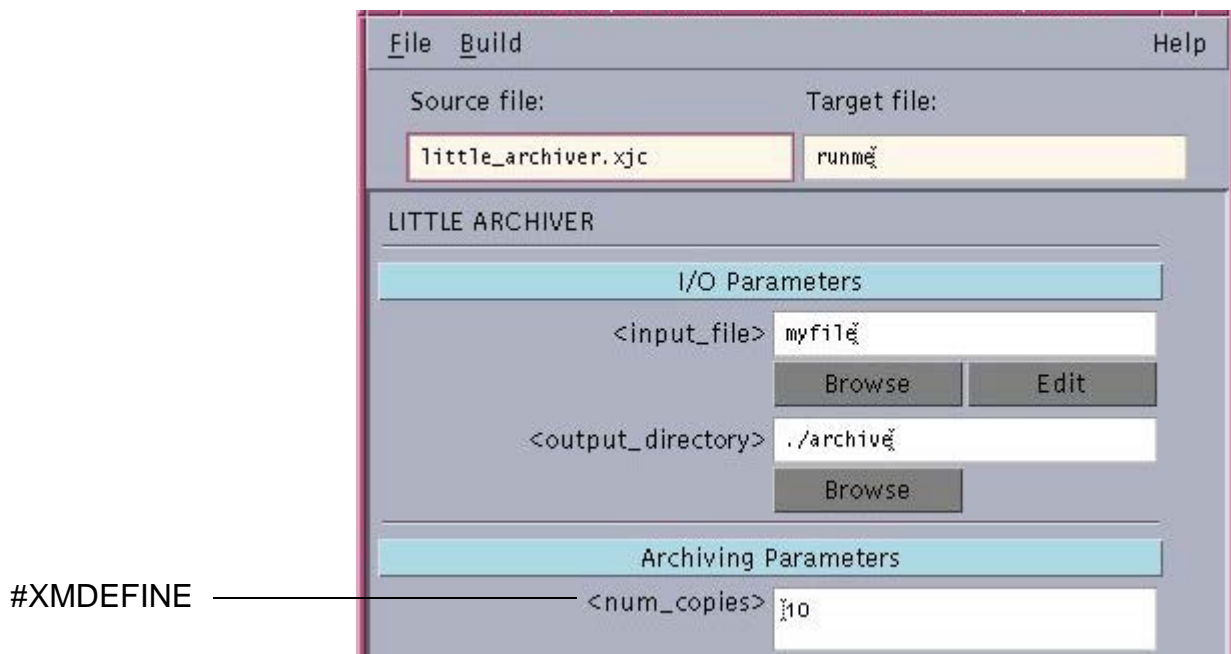 File Build Help
Source file: Target file:
little_archiver.xjc runme
LITTLE ARCHIVER
I/O Parameters
<input_file> myfile
Browse Edit
<output_directory> ./archive
Browse
Archiving Parameters
#XMDEFINE <num_copies> 10